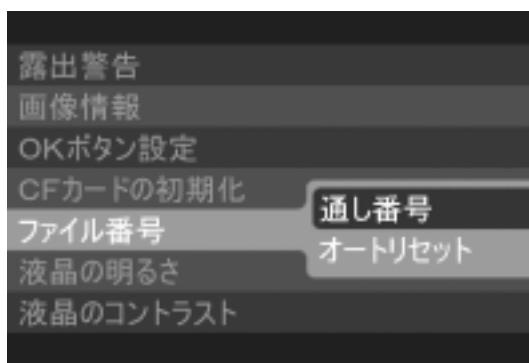 露出警告
画像情報
OKボタン設定
CFカードの初期化
ファイル番号
液晶の明るさ
液晶のコントラスト
通し番号
オートリセット